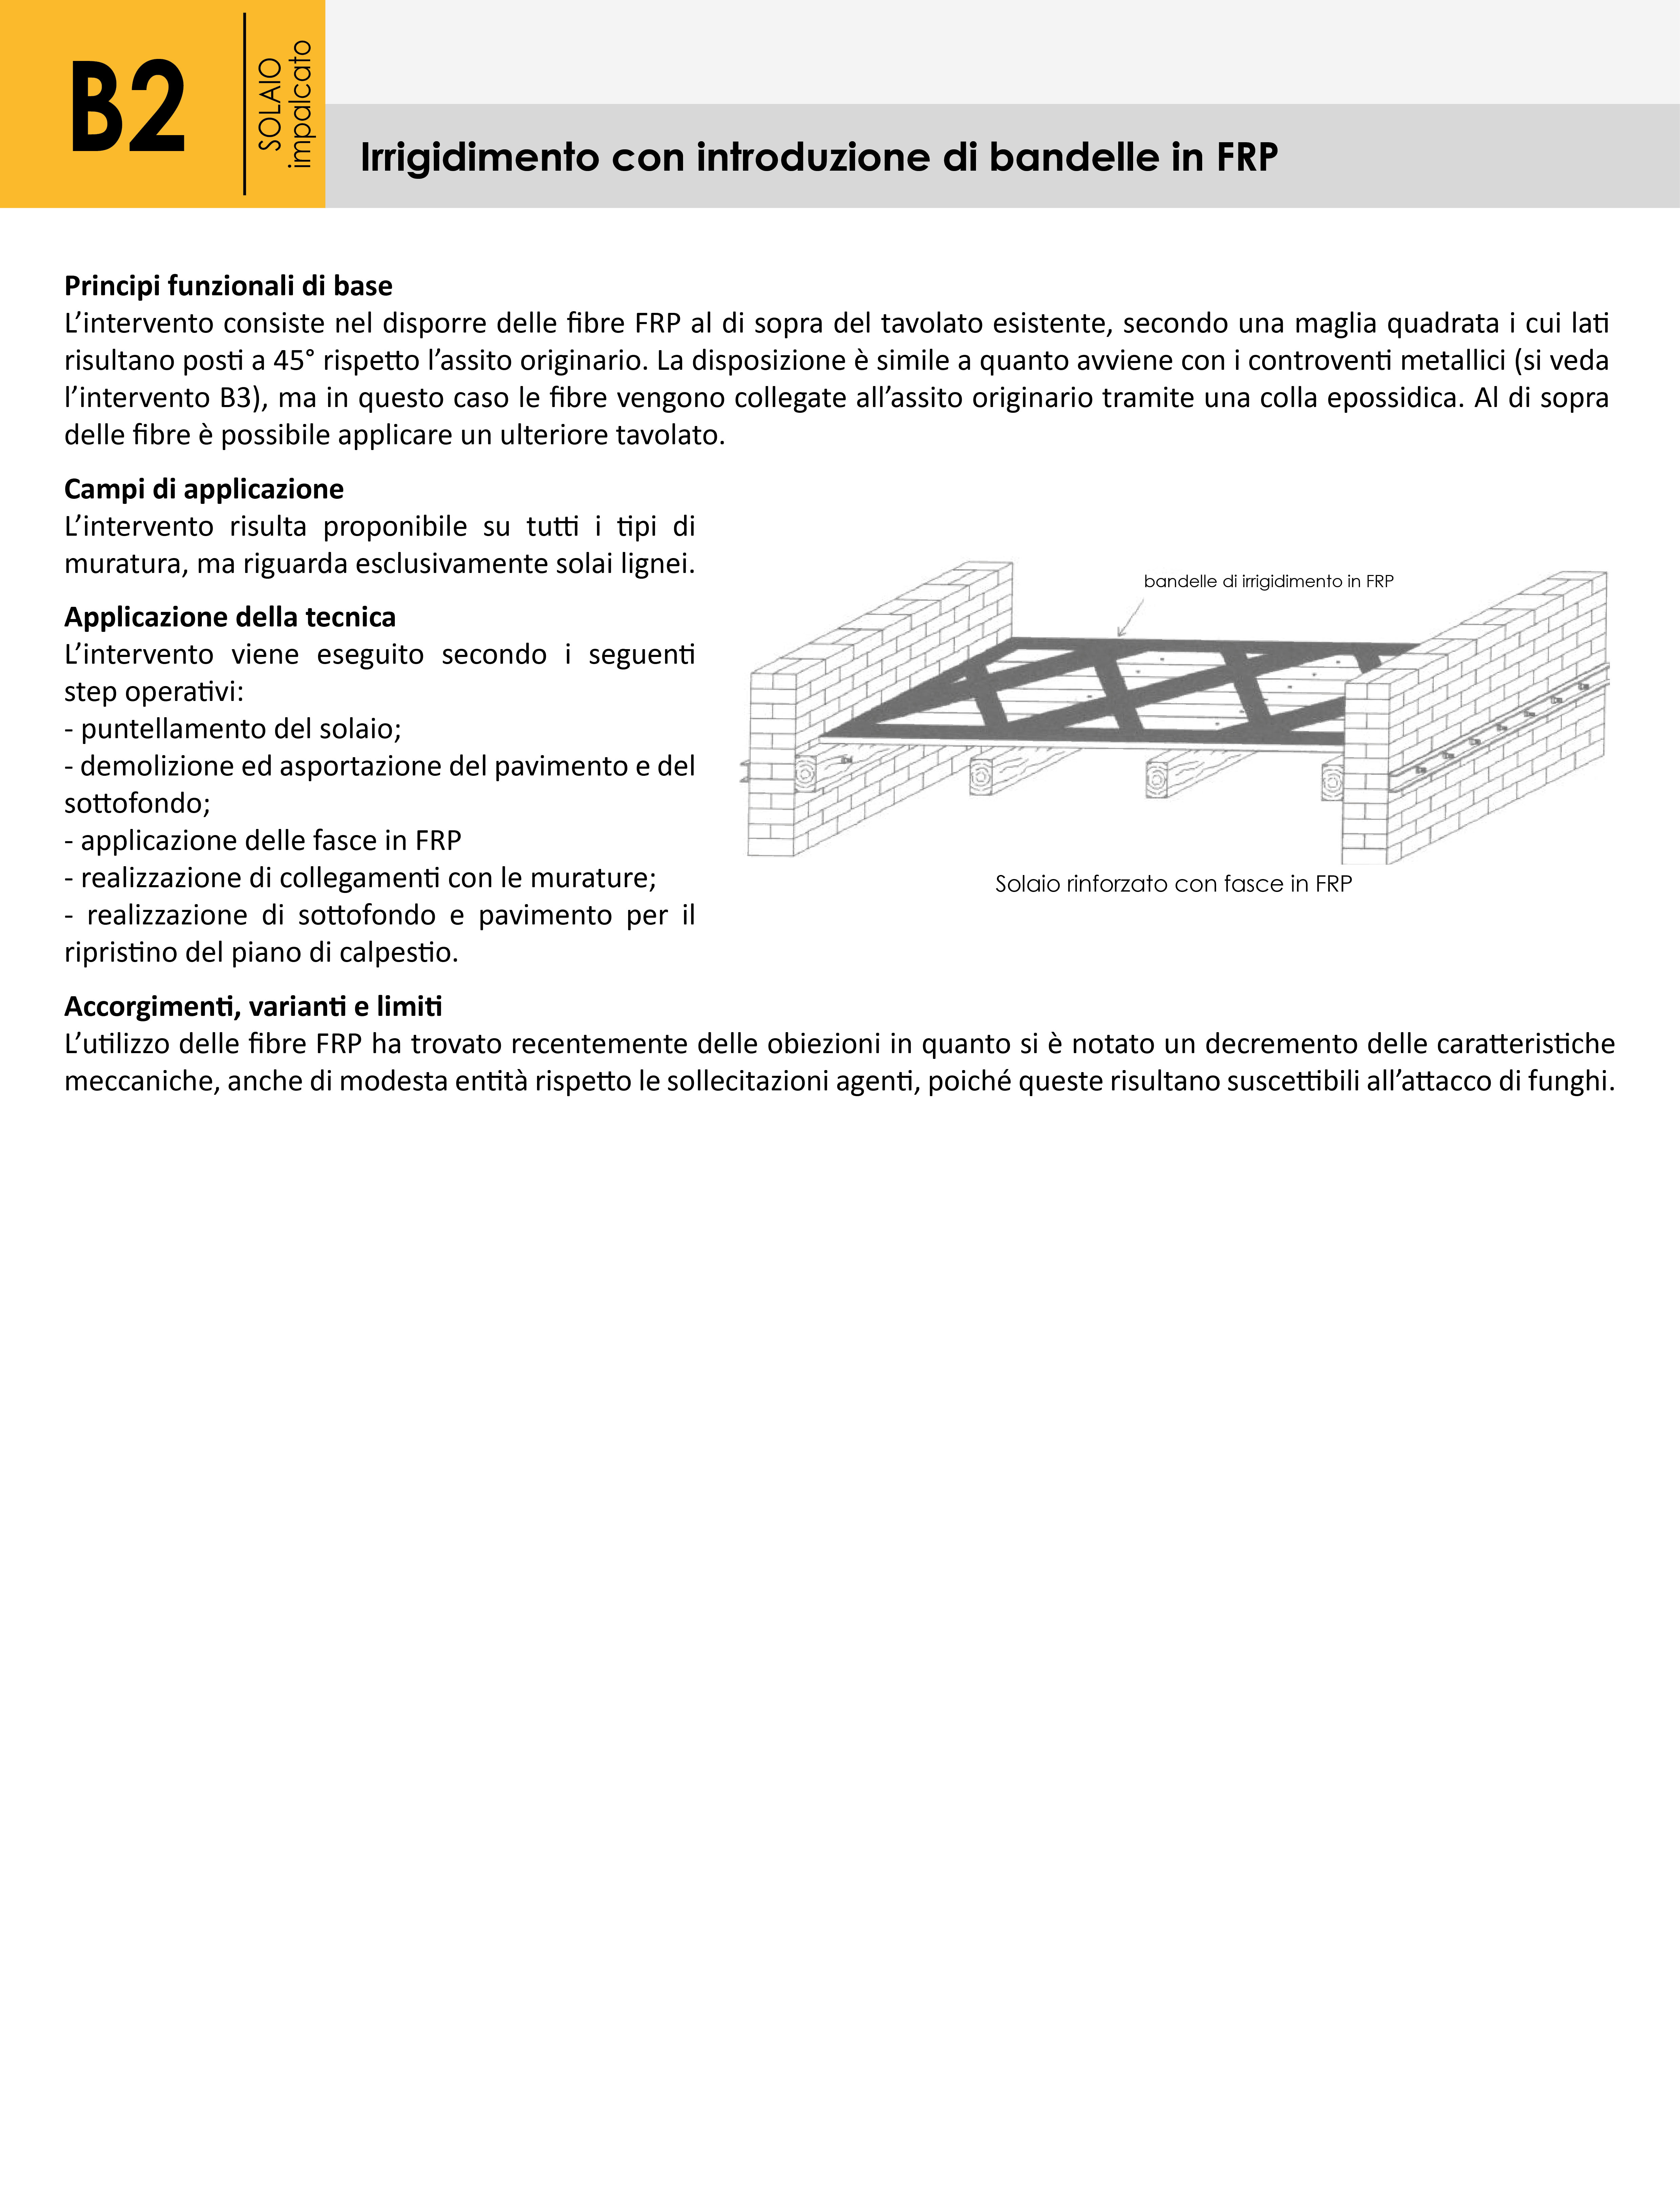 B2
SOLAIO
impalcato
Irrigidimento con introduzione di bandelle in FRP
Principi funzionali di base
L’intervento consiste nel disporre delle fibre FRP al di sopra del tavolato esistente, secondo una maglia quadrata i cui lati
risultano posti a 45° rispetto l’assito originario. La disposizione è simile a quanto avviene con i controventi metallici (si veda
l’intervento B3), ma in questo caso le fibre vengono collegate all’assito originario tramite una colla epossidica. Al di sopra
delle fibre è possibile applicare un ulteriore tavolato.
Campi di applicazione
L’intervento risulta proponibile su tutti i tipi di
muratura, ma riguarda esclusivamente solai lignei.
Applicazione della tecnica
L’intervento viene eseguito secondo i seguenti
step operativi:
- puntellamento del solaio;
- demolizione ed asportazione del pavimento e del
sottofondo;
- applicazione delle fasce in FRP
- realizzazione di collegamenti con le murature;
- realizzazione di sottofondo e pavimento per il
ripristino del piano di calpestio.
bandelle di irrigidimento in FRP
Solaio rinforzato con fasce in FRP
Accorgimenti, varianti e limiti
L’utilizzo delle fibre FRP ha trovato recentemente delle obiezioni in quanto si è notato un decremento delle caratteristiche
meccaniche, anche di modesta entità rispetto le sollecitazioni agenti, poiché queste risultano suscettibili all’attacco di funghi.